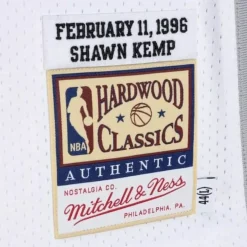 FEBRUARY 11, 1996
SHAWN KEMP
HARDWOOD
CLASSICS
NBA
AUTHENTIC
NOSTALGIA CO.
Mitchell & Ness
PHILADELPHIA, PA.
44(L)